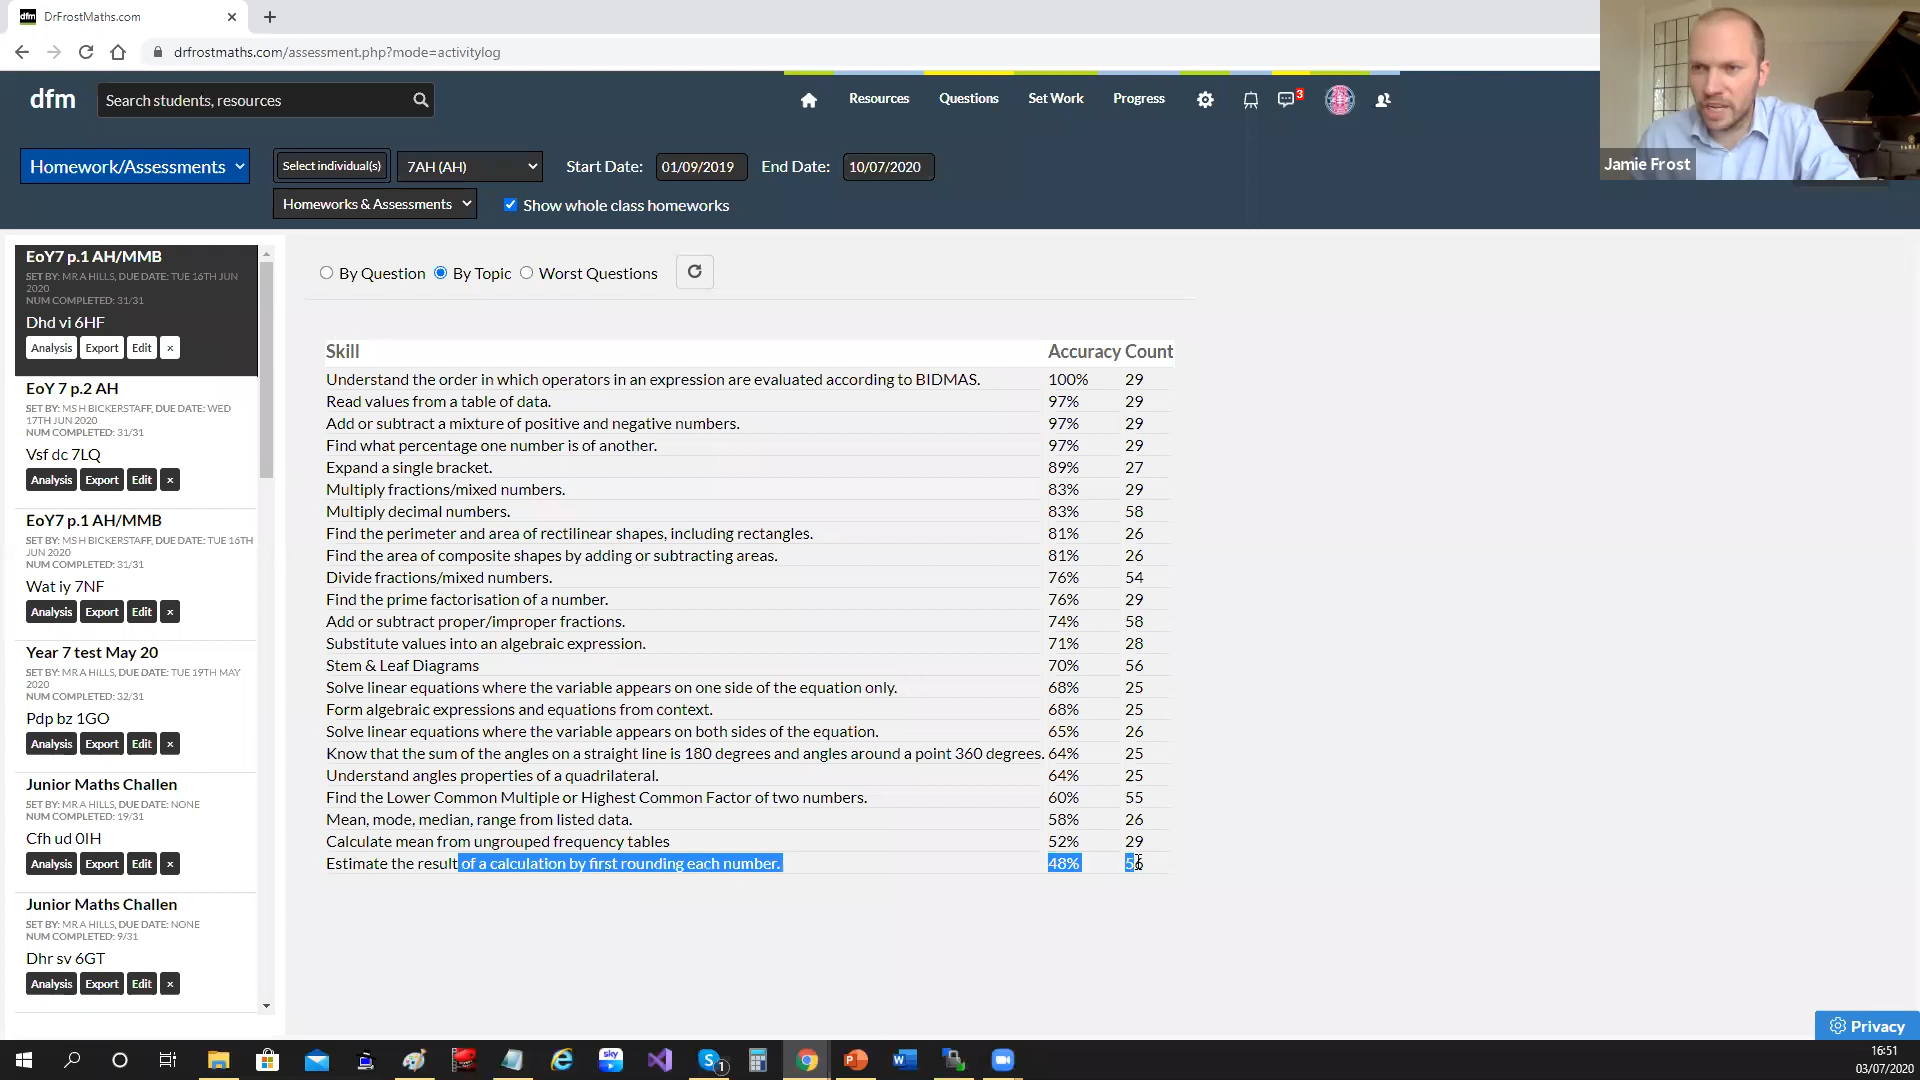 DrFrostMaths.com
drfrostmaths.com/assessment.php?mode=activitylog
dfm
Search students, resources
Resources
Questions
Set Work
Progress
3
Jamie Frost
Homework/Assessments
Select individual(s)
7AH (AH)
Start Date:
01/09/2019
End Date:
10/07/2020
Homeworks & Assessments
Show whole class homeworks
EoY7 p.1 AH/MMB
SET BY: MR A HILLS, DUE DATE: TUE 16TH JUN
2020
NUM COMPLETED: 31/31
Dhd vi 6HF
Analysis Export Edit ×
EoY 7 p.2 AH
SET BY: MS H BICKERSTAFF, DUE DATE: WED
17TH JUN 2020
NUM COMPLETED: 31/31
Vsf dc 7LQ
Analysis Export Edit ×
EoY7 p.1 AH/MMB
SET BY: MS H BICKERSTAFF, DUE DATE: TUE 16TH
JUN 2020
NUM COMPLETED: 31/31
Wat iy 7NF
Analysis Export Edit ×
Year 7 test May 20
SET BY: MR A HILLS, DUE DATE: TUE 19TH MAY
2020
NUM COMPLETED: 32/31
Pdp bz 1GO
Analysis Export Edit ×
Junior Maths Challen
SET BY: MR A HILLS, DUE DATE: NONE
NUM COMPLETED: 19/31
Cfh ud 0IH
Analysis Export Edit ×
Junior Maths Challen
SET BY: MR A HILLS, DUE DATE: NONE
NUM COMPLETED: 9/31
Dhr sv 6GT
Analysis Export Edit ×
By Question By Topic Worst Questions
Skill Accuracy Count
Understand the order in which operators in an expression are evaluated according to BIDMAS. 100% 29
Read values from a table of data. 97% 29
Add or subtract a mixture of positive and negative numbers. 97% 29
Find what percentage one number is of another. 97% 29
Expand a single bracket. 89% 27
Multiply fractions/mixed numbers. 83% 29
Multiply decimal numbers. 83% 58
Find the perimeter and area of rectilinear shapes, including rectangles. 81% 26
Find the area of composite shapes by adding or subtracting areas. 81% 26
Divide fractions/mixed numbers. 76% 54
Find the prime factorisation of a number. 76% 29
Add or subtract proper/improper fractions. 74% 58
Substitute values into an algebraic expression. 71% 28
Stem & Leaf Diagrams 70% 56
Solve linear equations where the variable appears on one side of the equation only. 68% 25
Form algebraic expressions and equations from context. 68% 25
Solve linear equations where the variable appears on both sides of the equation. 65% 26
Know that the sum of the angles on a straight line is 180 degrees and angles around a point 360 degrees. 64% 25
Understand angles properties of a quadrilateral. 64% 25
Find the Lower Common Multiple or Highest Common Factor of two numbers. 60% 55
Mean, mode, median, range from listed data. 58% 26
Calculate mean from ungrouped frequency tables 52% 29
Estimate the result of a calculation by first rounding each number. 48% 56
Privacy
16:51
03/07/2020